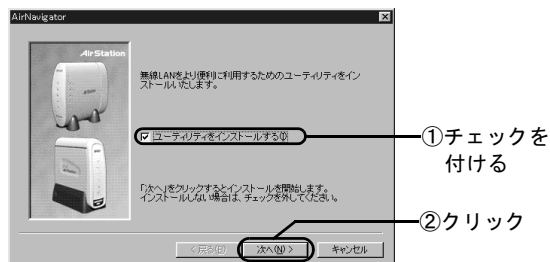 AirNavigator
AirStation
無線LANをより便利に利用するためのユーティリティをイン
ストールいたします。
ユーティリティをインストールする(I)
①チェックを
付ける
「次へ」をクリックするとインストールを開始します。
インストールしない場合は、チェックを外してください。
②クリック
< 戻る(B)
次へ(N) >
キャンセル